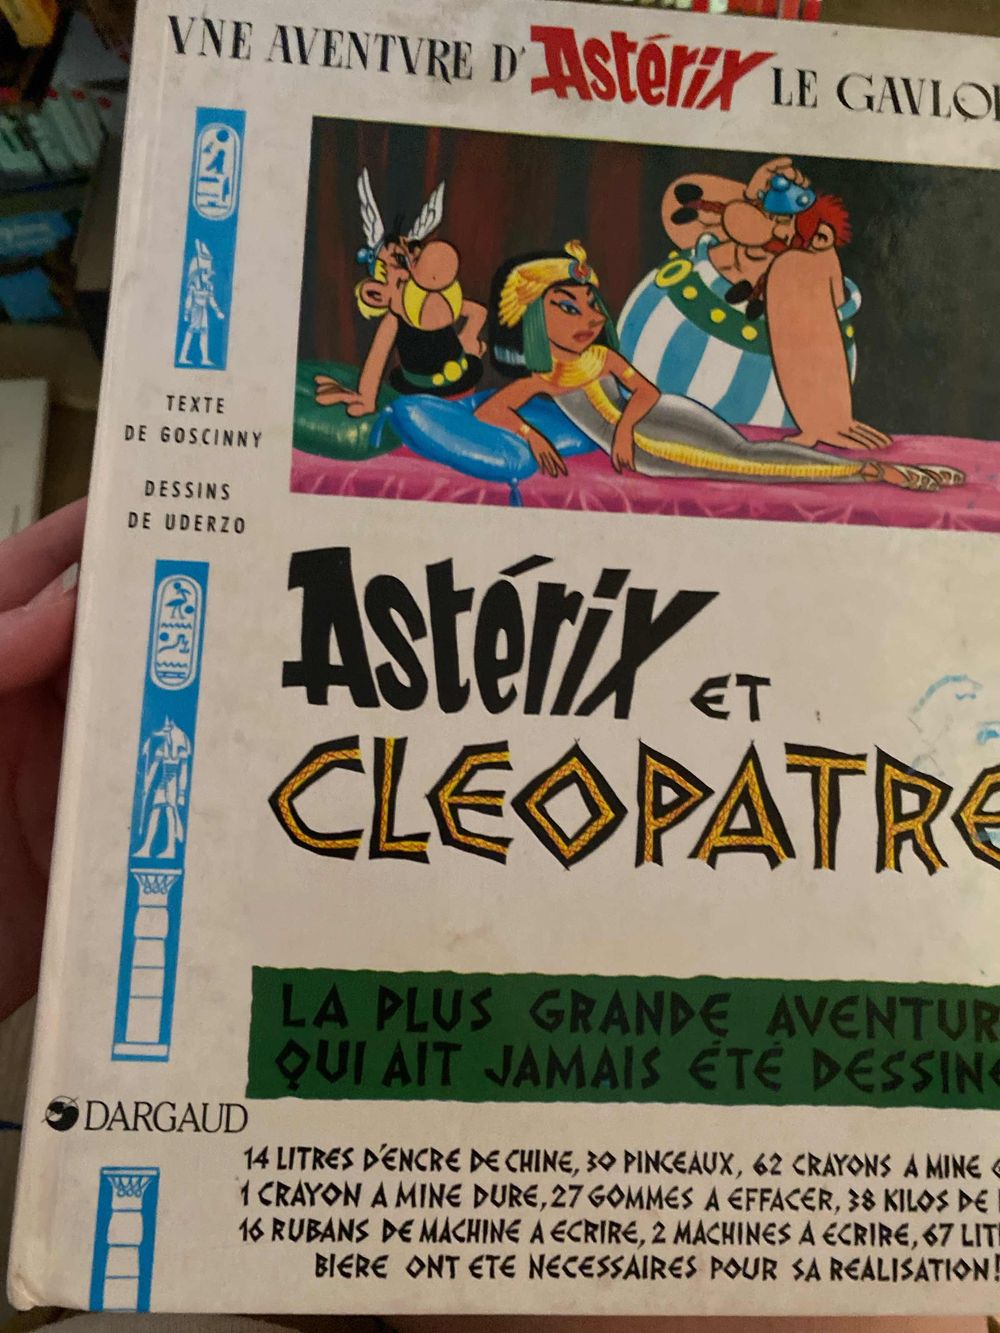 VNE AVENTVRE D'Astérix LE GAVLOI
TEXTE
DE GOSCINNY
DESSINS
DE UDERZO
Astérix ET
CLEOPATRE
LA PLUS GRANDE AVENTUR
QUI AIT JAMAIS ÉTÉ DESSINÉ
DARGAUD
14 LITRES D'ENCRE DE CHINE, 30 PINCEAUX, 62 CRAYONS A MINE
1 CRAYON A MINE DURE, 27 GOMMES A EFFACER, 38 KILOS DE
16 RUBANS DE MACHINE A ECRIRE, 2 MACHINES A ECRIRE, 67 LIT
BIERE ONT ETE NECESSAIRES POUR SA REALISATION!